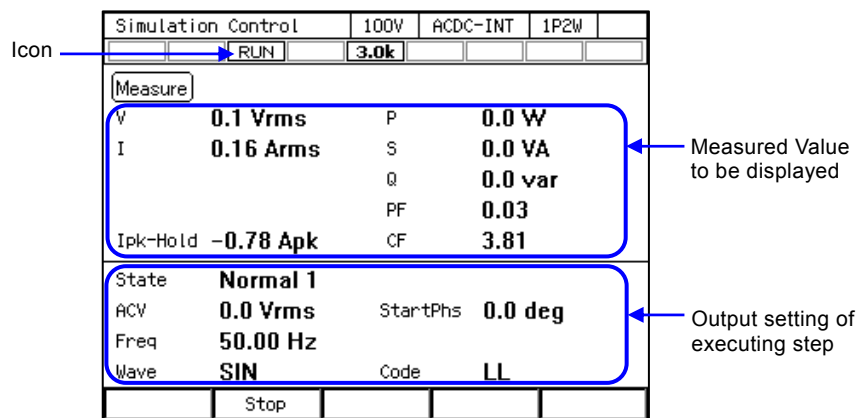 Simulation Control 100V ACDC-INT 1P2W
Icon RUN 3.0k
Measure
V 0.1 Vrms P 0.0 W
I 0.16 Arms S 0.0 VA
Q 0.0 var
PF 0.03
Ipk-Hold -0.78 Apk CF 3.81
Measured Value
to be displayed
State Normal 1
ACV 0.0 Vrms StartPhs 0.0 deg
Freq 50.00 Hz
Wave SIN Code LL
Output setting of
executing step
Stop